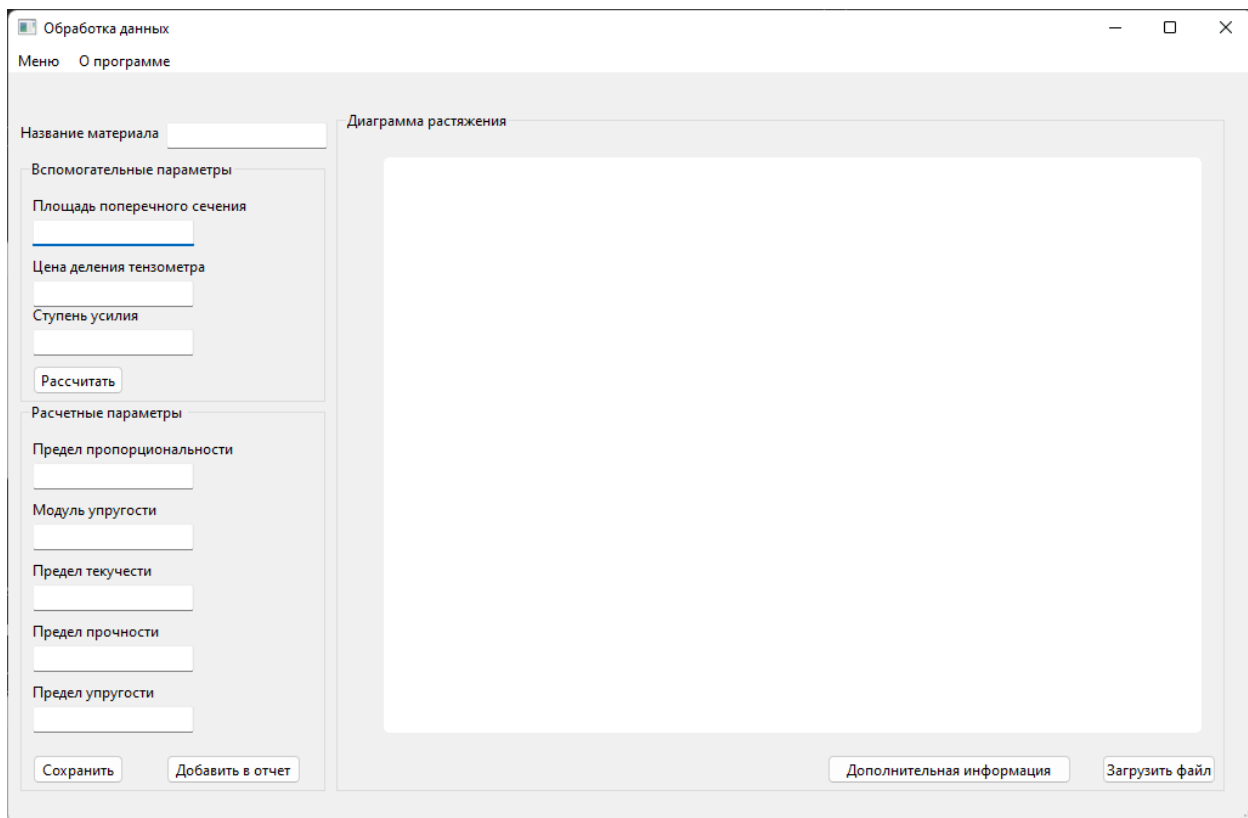 Обработка данных
Меню О программе
Название материала
Диаграмма растяжения
Вспомогательные параметры
Площадь поперечного сечения
Цена деления тензометра
Ступень усилия
Рассчитать
Расчетные параметры
Предел пропорциональности
Модуль упругости
Предел текучести
Предел прочности
Предел упругости
Сохранить Добавить в отчет Дополнительная информация Загрузить файл